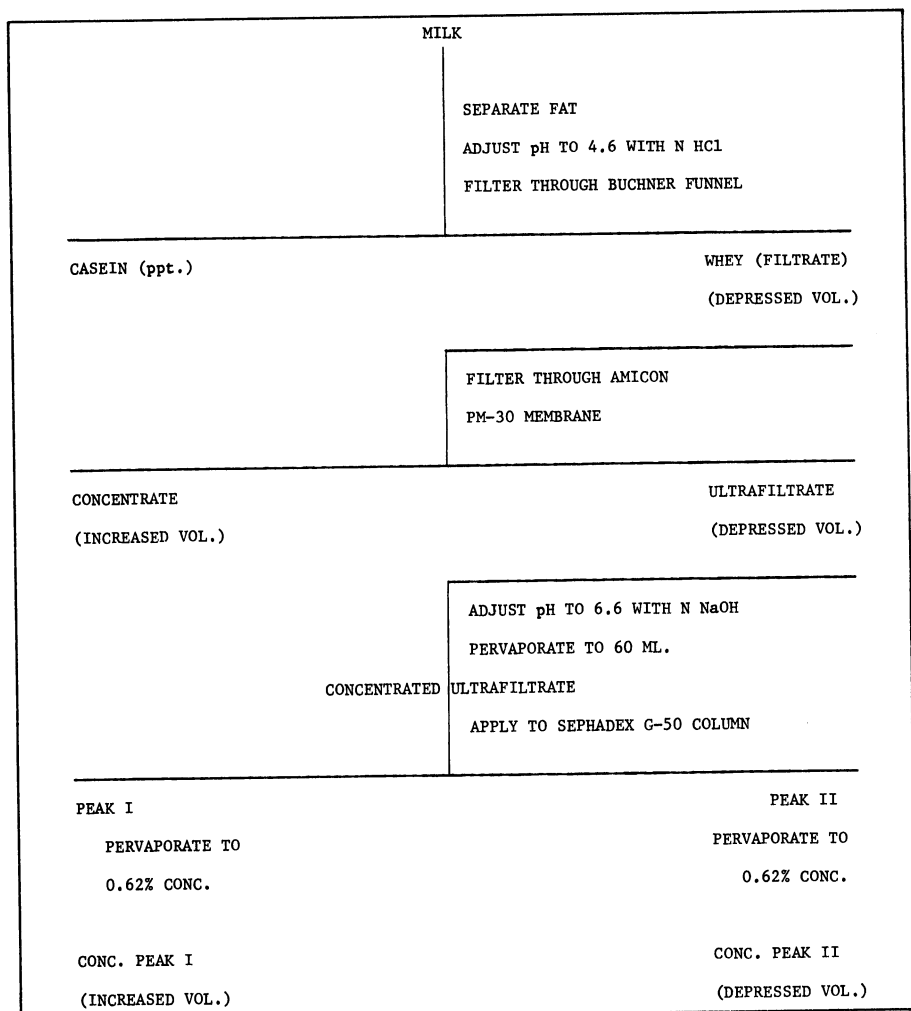 MILK
SEPARATE FAT
ADJUST pH TO 4.6 WITH N HCl
FILTER THROUGH BUCHNER FUNNEL
CASEIN (ppt.)
WHEY (FILTRATE)
(DEPRESSED VOL.)
FILTER THROUGH AMICON
PM-30 MEMBRANE
CONCENTRATE
(INCREASED VOL.)
ULTRAFILTRATE
(DEPRESSED VOL.)
ADJUST pH TO 6.6 WITH N NaOH
PERVAPORATE TO 60 ML.
CONCENTRATED ULTRAFILTRATE
APPLY TO SEPHADEX G-50 COLUMN
PEAK I
PERVAPORATE TO
0.62% CONC.
PEAK II
PERVAPORATE TO
0.62% CONC.
CONC. PEAK I
(INCREASED VOL.)
CONC. PEAK II
(DEPRESSED VOL.)